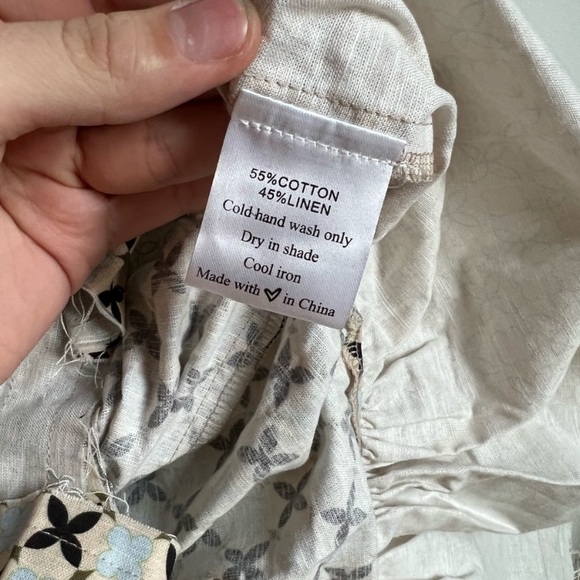 55%COTTON
45%LINEN
Cold hand wash only
Dry in shade
Cool iron
Made with ♡ in China